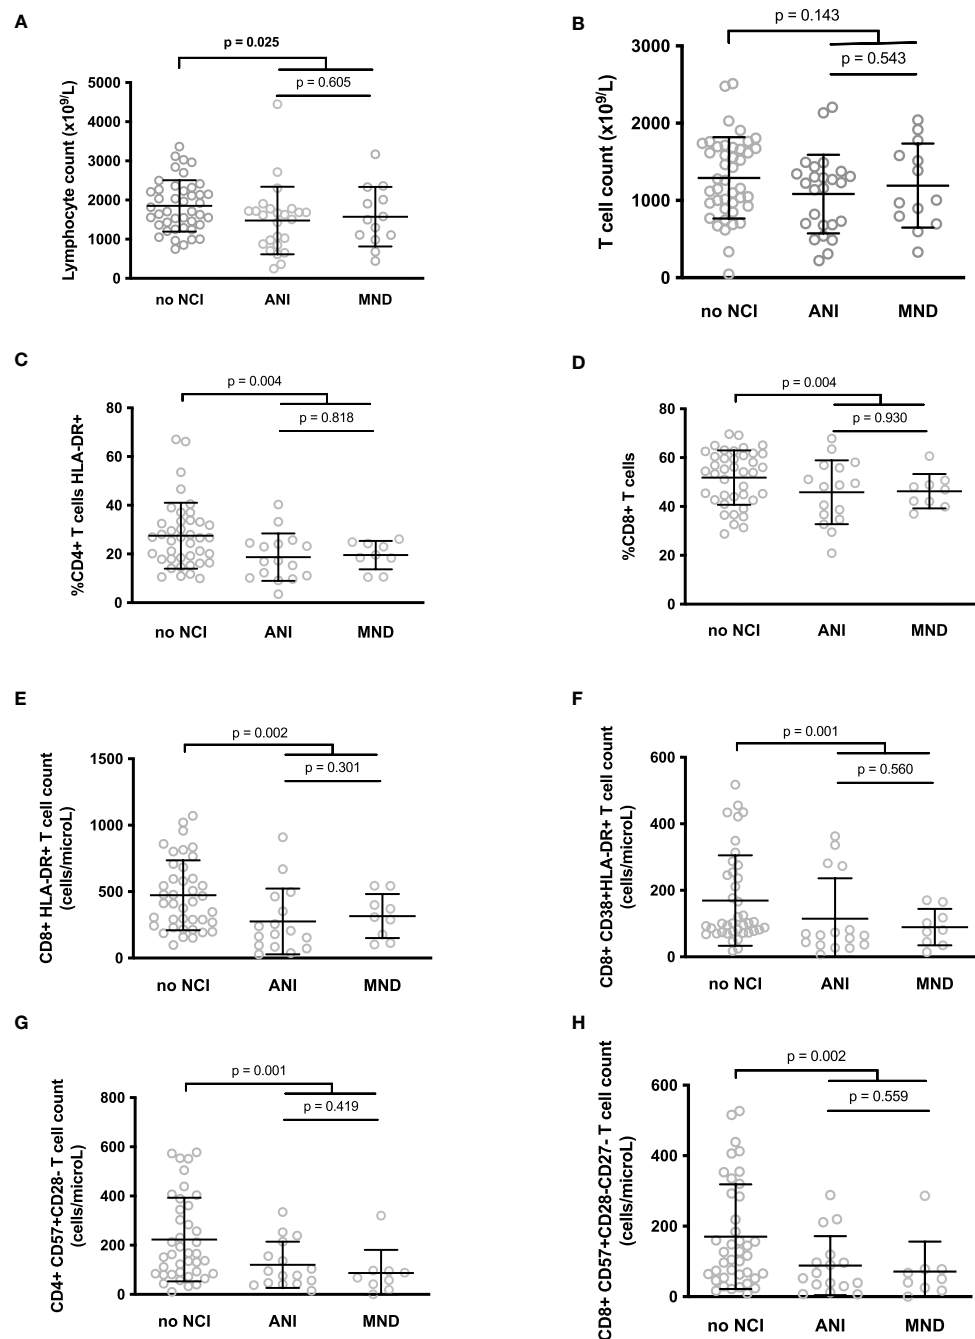 A
p = 0.025
p = 0.605
Lymphocyte count (x10⁹/L)
5000
4000
3000
2000
1000
0
no NCI ANI MND
B
p = 0.143
p = 0.543
T cell count (x10⁹/L)
3000
2000
1000
0
no NCI ANI MND
C
p = 0.004
p = 0.818
%CD4+ T cells HLA-DR+
80
60
40
20
0
no NCI ANI MND
D
p = 0.004
p = 0.930
%CD8+ T cells
80
60
40
20
0
no NCI ANI MND
E
p = 0.002
p = 0.301
CD8+ HLA-DR+ T cell count
(cells/microL)
1500
1000
500
0
no NCI ANI MND
F
p = 0.001
p = 0.560
CD8+ CD38+HLA-DR+ T cell count
(cells/microL)
600
400
200
0
no NCI ANI MND
G
p = 0.001
p = 0.419
CD4+ CD57+CD28- T cell count
(cells/microL)
800
600
400
200
0
no NCI ANI MND
H
p = 0.002
p = 0.559
CD8+ CD57+CD28-CD27- T cell count
(cells/microL)
600
400
200
0
no NCI ANI MND